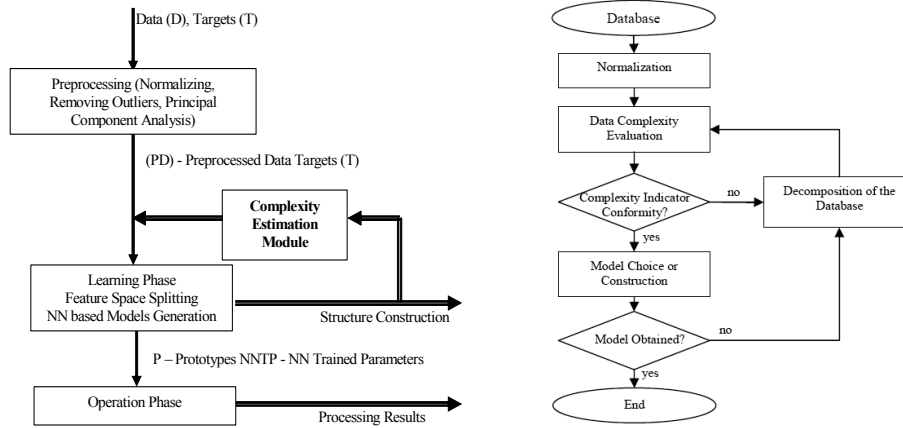 Data (D), Targets (T)
Preprocessing (Normalizing,
Removing Outliers, Principal
Component Analysis)
(PD) - Preprocessed Data Targets (T)
Complexity
Estimation
Module
Learning Phase
Feature Space Splitting
NN based Models Generation
Structure Construction
P – Prototypes NNTP - NN Trained Parameters
Operation Phase
Processing Results
Database
Normalization
Data Complexity
Evaluation
Complexity Indicator
Conformity?
no
Decomposition of the
Database
yes
Model Choice or
Construction
Model Obtained?
no
yes
End